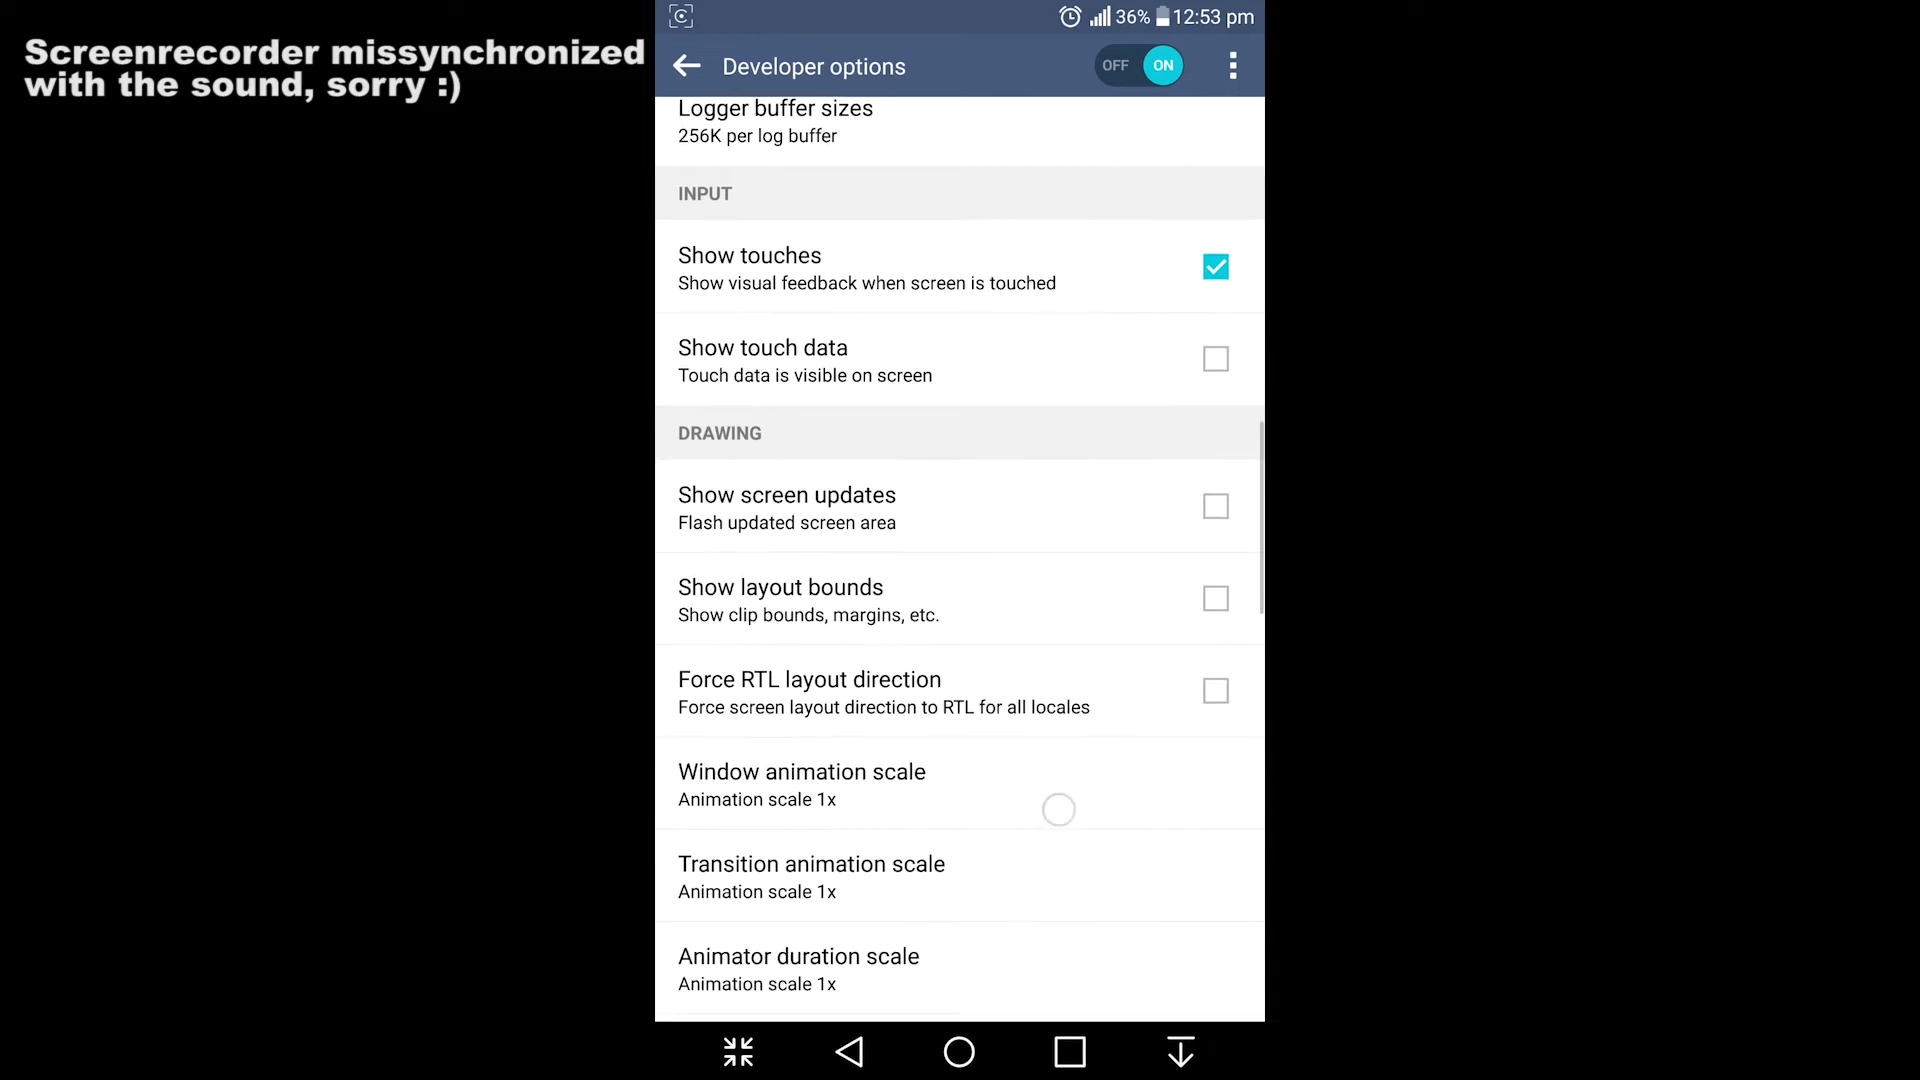 Screenrecorder missynchronized
with the sound, sorry :)
36% 12:53 pm
Developer options
OFF ON
Logger buffer sizes
256K per log buffer
INPUT
Show touches
Show visual feedback when screen is touched
Show touch data
Touch data is visible on screen
DRAWING
Show screen updates
Flash updated screen area
Show layout bounds
Show clip bounds, margins, etc.
Force RTL layout direction
Force screen layout direction to RTL for all locales
Window animation scale
Animation scale 1x
Transition animation scale
Animation scale 1x
Animator duration scale
Animation scale 1x